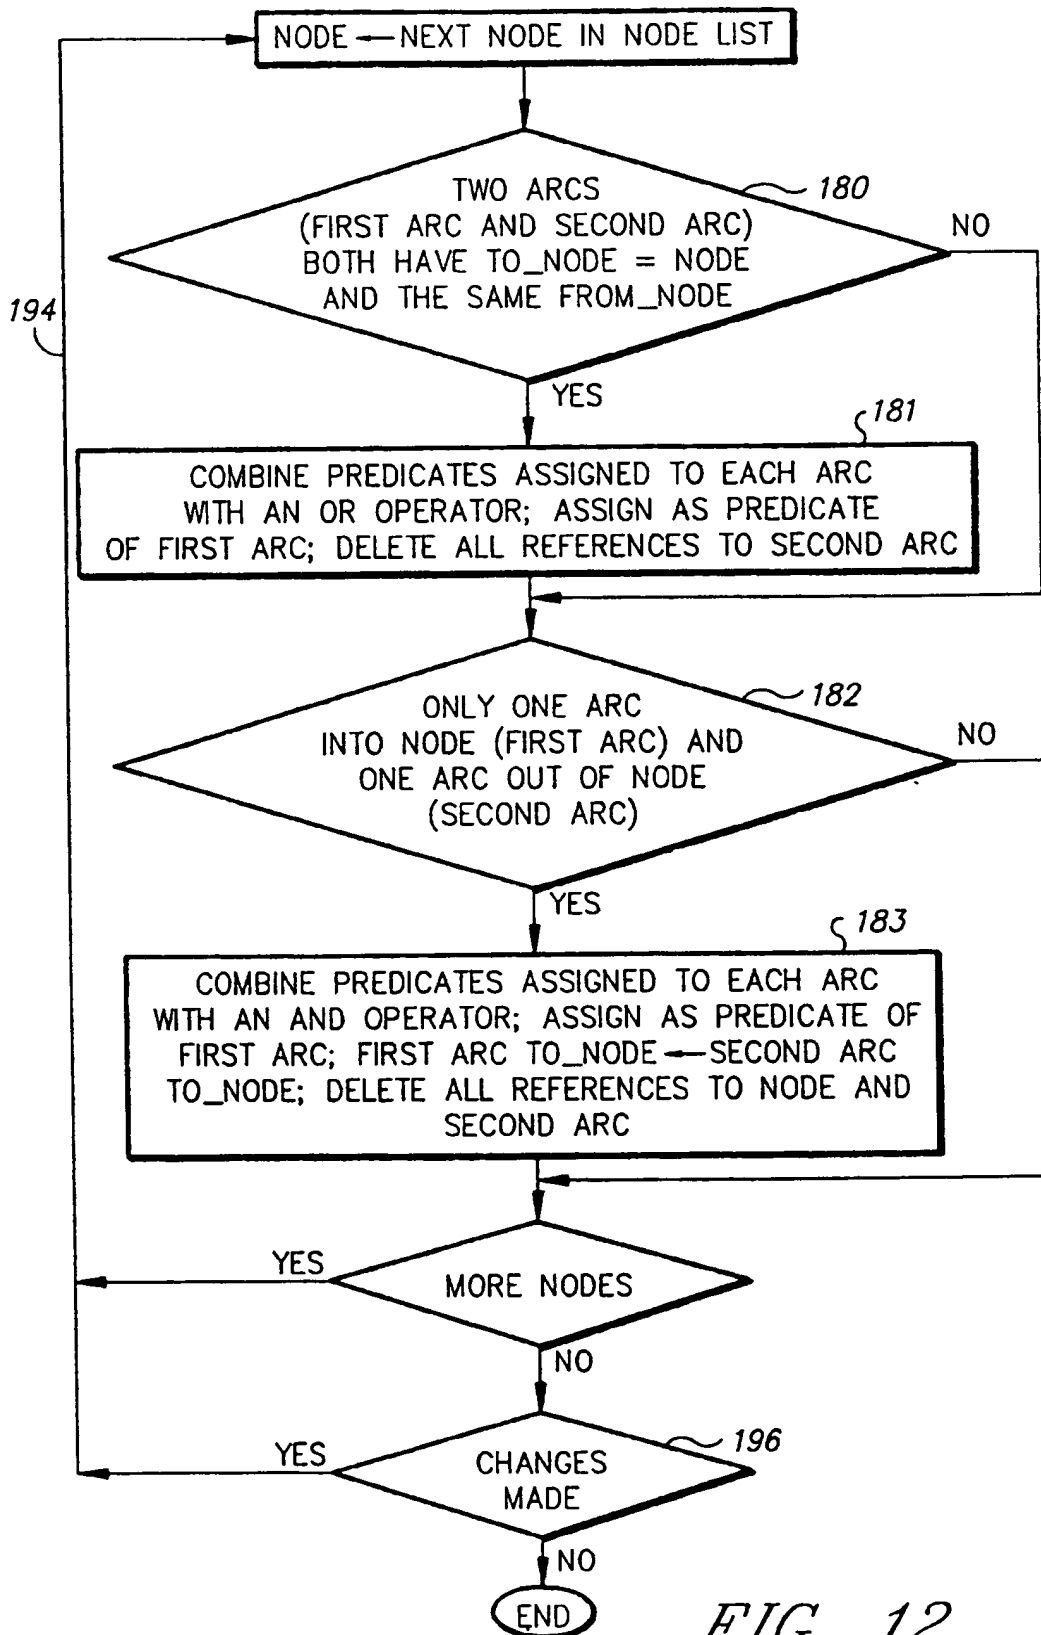 NODE ← NEXT NODE IN NODE LIST
TWO ARCS
(FIRST ARC AND SECOND ARC)
BOTH HAVE TO_NODE = NODE
AND THE SAME FROM_NODE
180
NO
194
YES
181
COMBINE PREDICATES ASSIGNED TO EACH ARC
WITH AN OR OPERATOR; ASSIGN AS PREDICATE
OF FIRST ARC; DELETE ALL REFERENCES TO SECOND ARC
ONLY ONE ARC
INTO NODE (FIRST ARC) AND
ONE ARC OUT OF NODE
(SECOND ARC)
182
NO
YES
183
COMBINE PREDICATES ASSIGNED TO EACH ARC
WITH AN AND OPERATOR; ASSIGN AS PREDICATE OF
FIRST ARC; FIRST ARC TO_NODE ← SECOND ARC
TO_NODE; DELETE ALL REFERENCES TO NODE AND
SECOND ARC
YES
MORE NODES
NO
YES
CHANGES
MADE
196
NO
END
FIG. 12